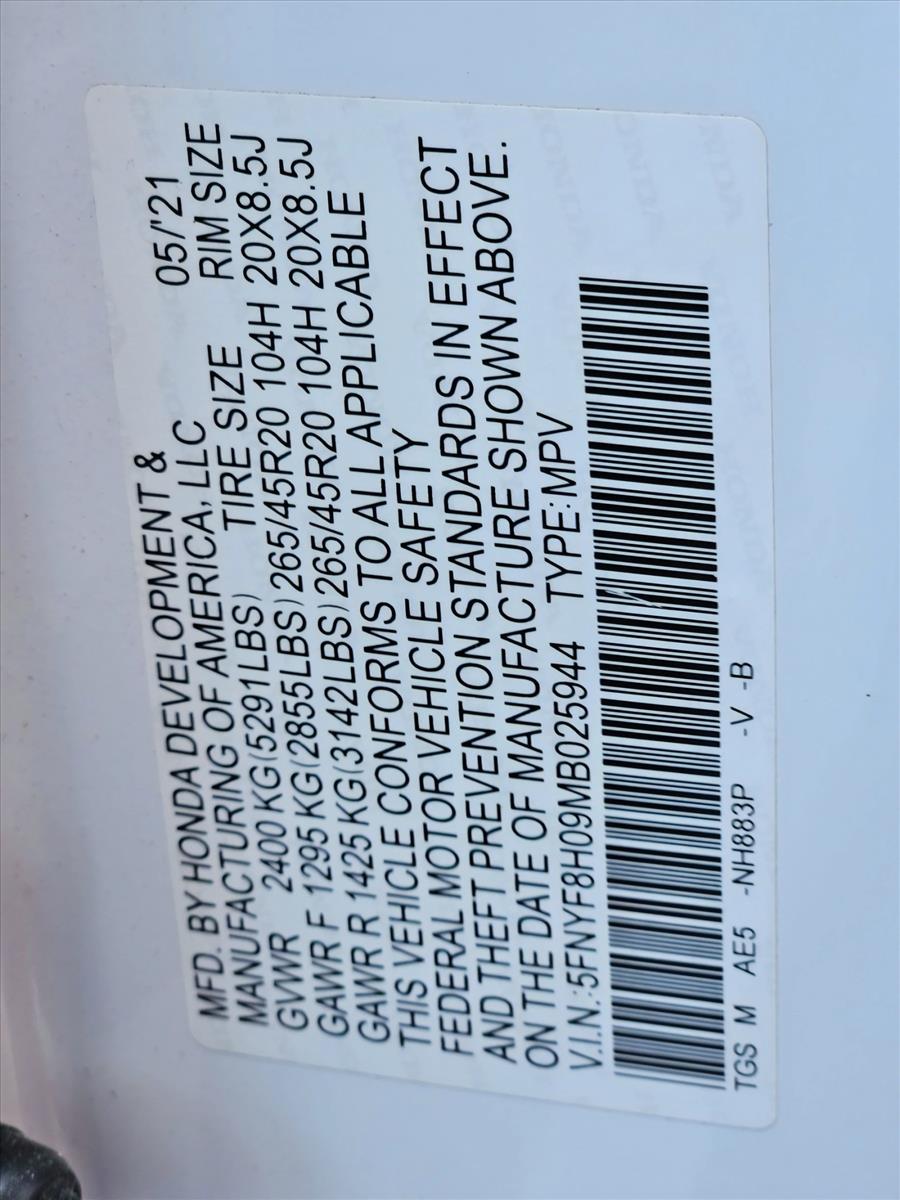 MFD. BY HONDA DEVELOPMENT & 05/'21
MANUFACTURING OF AMERICA, LLC RIM SIZE
GVWR 2400 KG (5291LBS) TIRE SIZE
GAWR F 1295 KG (2855LBS) 265/45R20 104H 20X8.5J
GAWR R 1425 KG (3142LBS) 265/45R20 104H 20X8.5J
THIS VEHICLE CONFORMS TO ALL APPLICABLE
FEDERAL MOTOR VEHICLE SAFETY
AND THEFT PREVENTION STANDARDS IN EFFECT
ON THE DATE OF MANUFACTURE SHOWN ABOVE.
V.I.N.:5FNYF8H09MB025944 TYPE:MPV
TGS M AE5 -NH883P -V -B